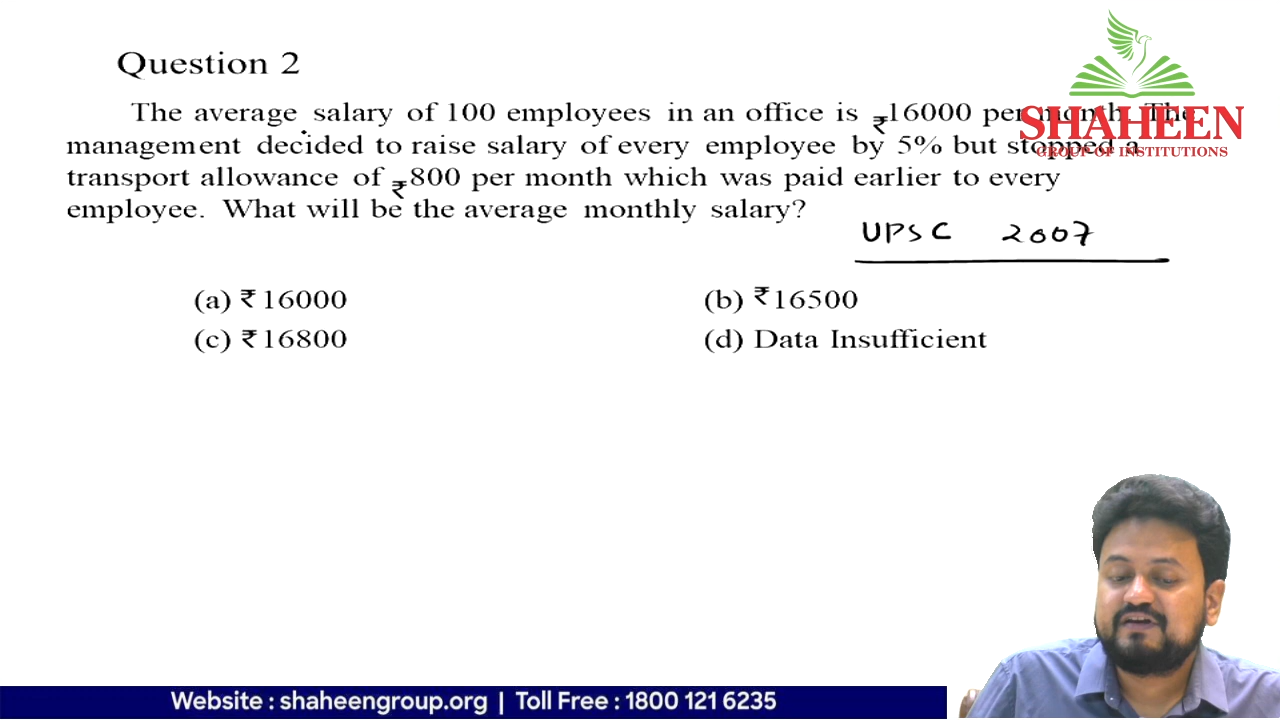 Question 2
The average salary of 100 employees in an office is ₹16000 per month. The
management decided to raise salary of every employee by 5% but stopped a
transport allowance of ₹800 per month which was paid earlier to every
employee. What will be the average monthly salary?
UPSC 2007
(a) ₹16000
(b) ₹16500
(c) ₹16800
(d) Data Insufficient
SHAHEEN
GROUP OF INSTITUTIONS
Website : shaheengroup.org | Toll Free : 1800 121 6235